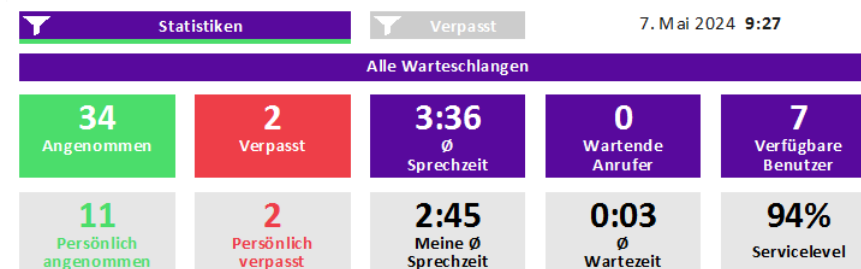 Statistiken
Verpasst
7. Mai 2024 9:27
Alle Warteschlangen
34
Angenommen
2
Verpasst
3:36
Ø
Sprechzeit
0
Wartende
Anrufer
7
Verfügbare
Benutzer
11
Persönlich
angenommen
2
Persönlich
verpasst
2:45
Meine Ø
Sprechzeit
0:03
Ø
Wartezeit
94%
Servicelevel